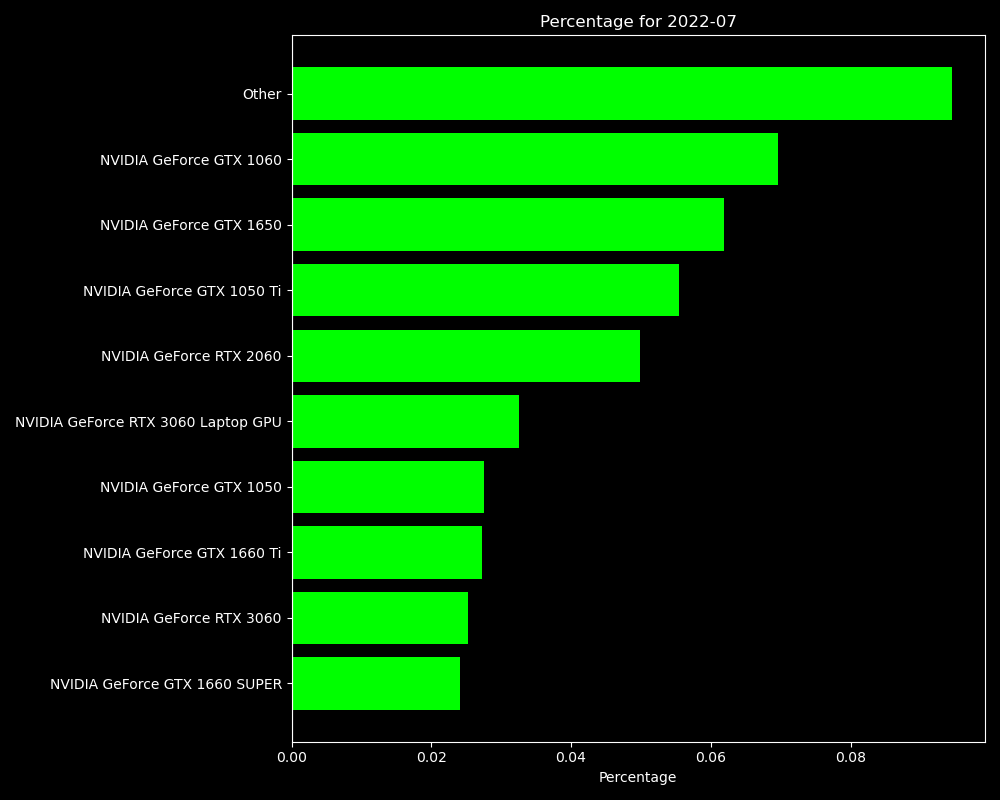 Percentage for 2022-07
Other
NVIDIA GeForce GTX 1060
NVIDIA GeForce GTX 1650
NVIDIA GeForce GTX 1050 Ti
NVIDIA GeForce RTX 2060
NVIDIA GeForce RTX 3060 Laptop GPU
NVIDIA GeForce GTX 1050
NVIDIA GeForce GTX 1660 Ti
NVIDIA GeForce RTX 3060
NVIDIA GeForce GTX 1660 SUPER
0.00 0.02 0.04 0.06 0.08
Percentage